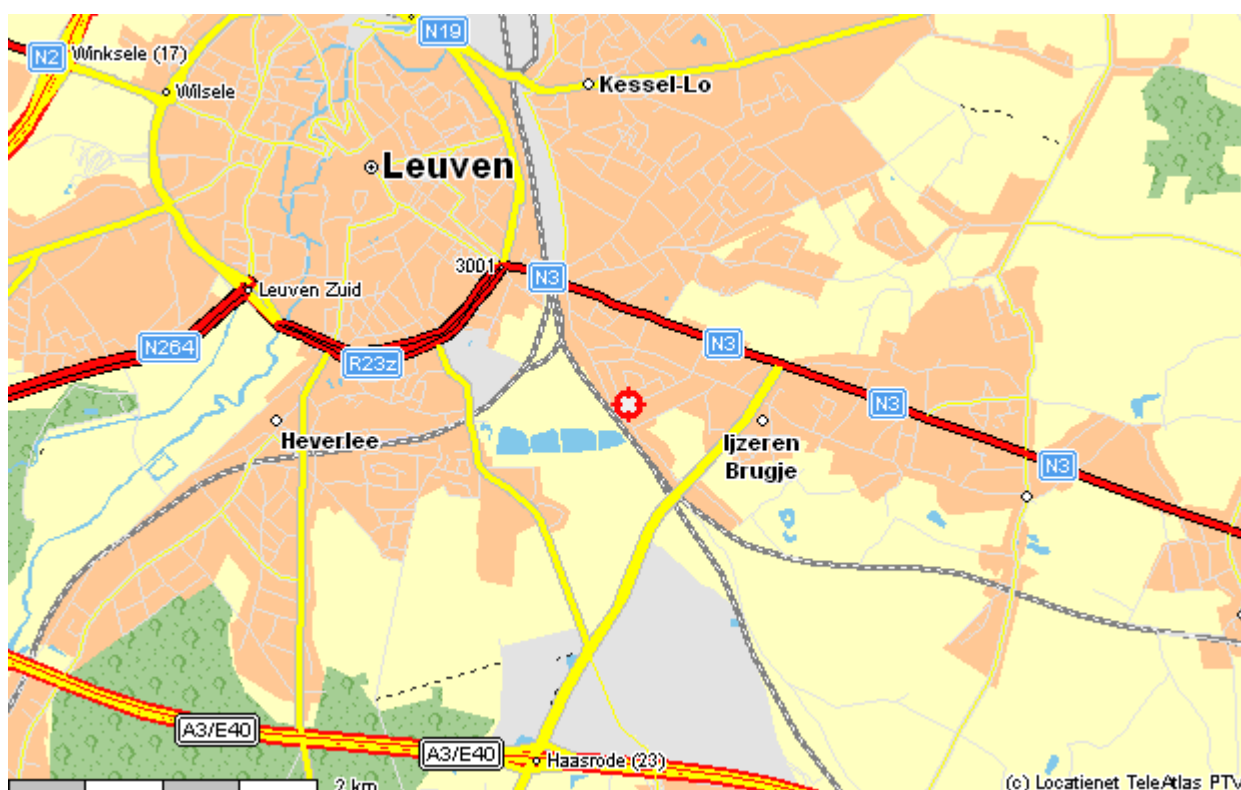 N19
N2
Winksele (17)
Wilsele
Kessel-Lo
Leuven
3001
N3
Leuven Zuid
N264
R23z
N3
N3
Heverlee
Ijzeren
Brugje
N3
A3/E40
A3/E40
Haasrode (23)
2 km
(c) Locatienet TeleAtlas PTV